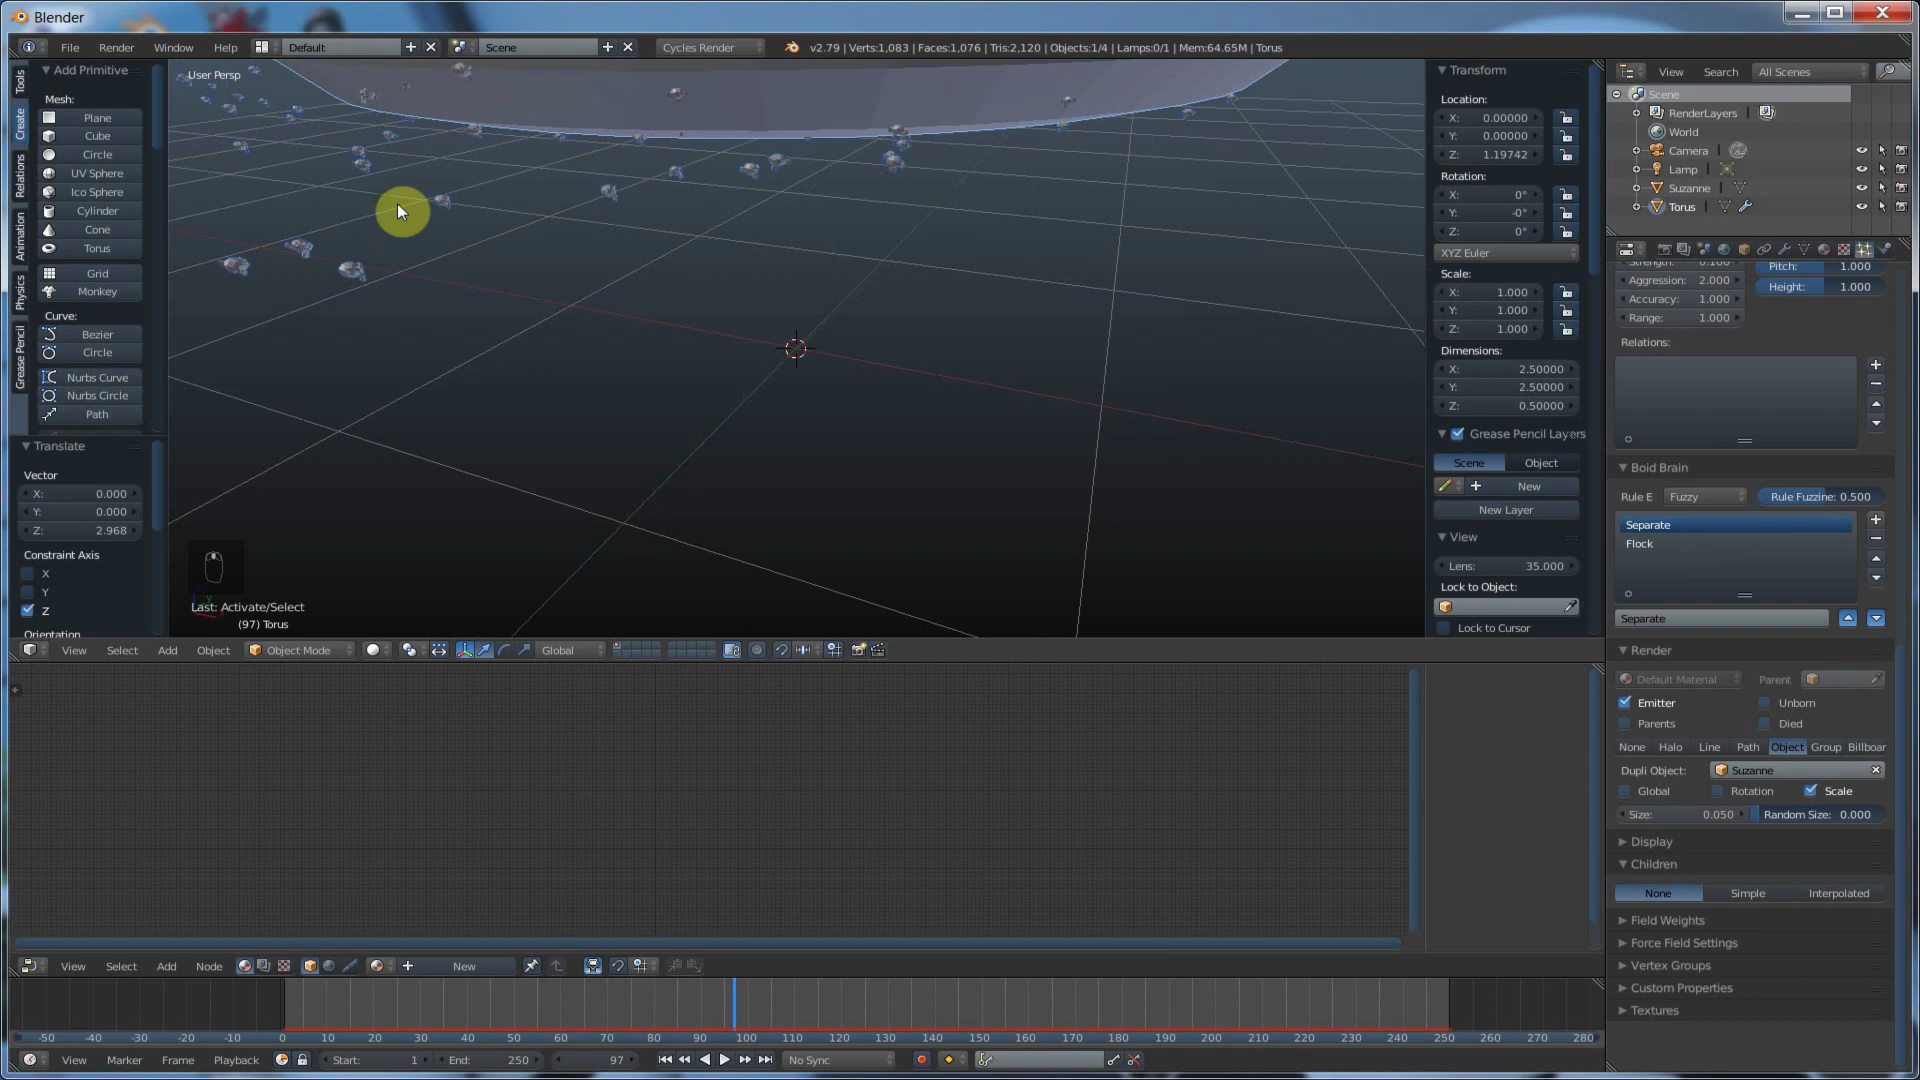 Blender
File Render Window Help Default Scene Cycles Render v2.79 | Verts:1,083 | Faces:1,076 | Tris:2,120 | Objects:1/4 | Lamps:0/1 | Mem:64.65M | Torus
Tools
Create
Relations
Animation
Physics
Grease Pencil
Add Primitive
Mesh:
Plane
Cube
Circle
UV Sphere
Ico Sphere
Cylinder
Cone
Torus
Grid
Monkey
Curve:
Bezier
Circle
Nurbs Curve
Nurbs Circle
Path
Translate
Vector
X: 0.000
Y: 0.000
Z: 2.968
Constraint Axis
X
Y
Z
Orientation
User Persp
Last: Activate/Select
(97) Torus
Transform
Location:
X: 0.00000
Y: 0.00000
Z: 1.19742
Rotation:
X: 0°
Y: -0°
Z: 0°
XYZ Euler
Scale:
X: 1.000
Y: 1.000
Z: 1.000
Dimensions:
X: 2.50000
Y: 2.50000
Z: 0.50000
Grease Pencil Layers
Scene Object
New
New Layer
View
Lens: 35.000
Lock to Object:
Lock to Cursor
View Search All Scenes
Scene
RenderLayers
World
Camera
Lamp
Suzanne
Torus
Strength: 0.100 Pitch: 1.000
Aggression: 2.000 Height: 1.000
Accuracy: 1.000
Range: 1.000
Relations:
Boid Brain
Rule E Fuzzy Rule Fuzzine: 0.500
Separate
Flock
Separate
Render
Default Material Parent
Emitter Unborn
Parents Died
None Halo Line Path Object Group Billboar
Dupli Object: Suzanne
Global Rotation Scale
Size: 0.050 Random Size: 0.000
Display
Children
None Simple Interpolated
Field Weights
Force Field Settings
Vertex Groups
Custom Properties
Textures
View Select Add Object Object Mode Global
View Select Add Node New
-50 -40 -30 -20 -10 0 10 20 30 40 50 60 70 80 90 100 110 120 130 140 150 160 170 180 190 200 210 220 230 240 250 260 270 280
View Marker Frame Playback Start: 1 End: 250 97 No Sync